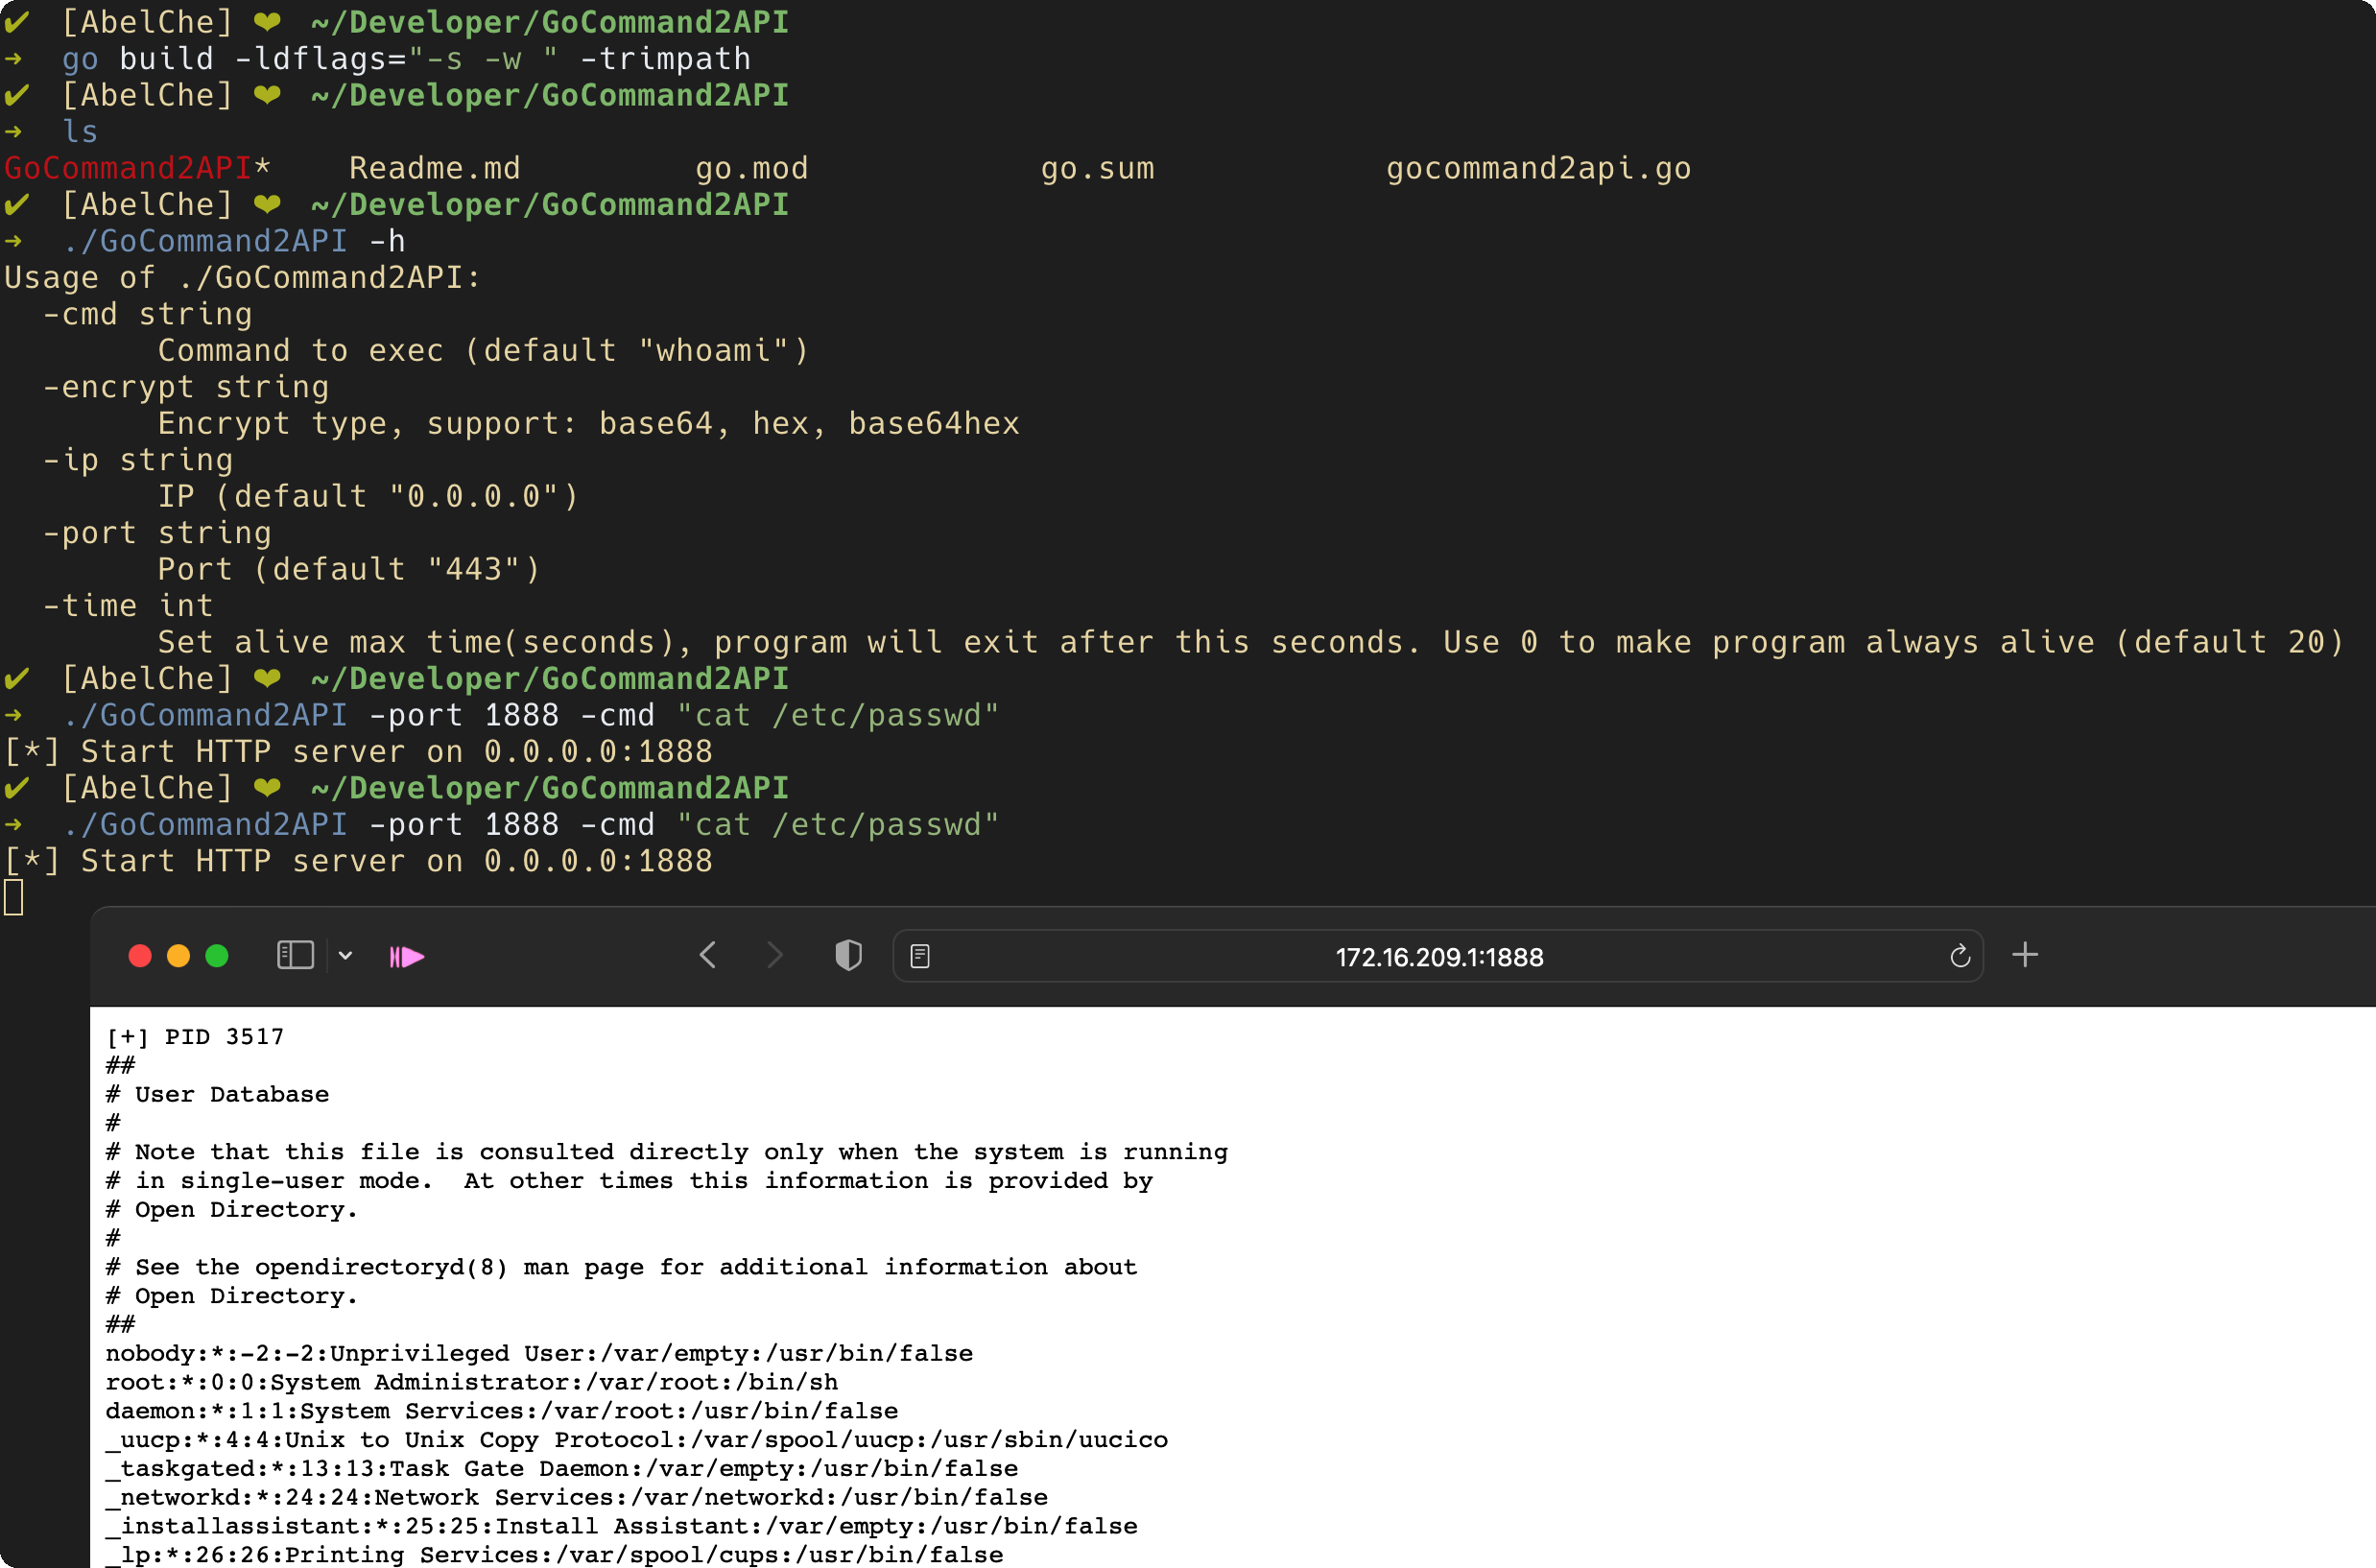 ✔ [AbelChe] ❤ ~/Developer/GoCommand2API
➜ go build -ldflags="-s -w " -trimpath
✔ [AbelChe] ❤ ~/Developer/GoCommand2API
➜ ls
GoCommand2API* Readme.md go.mod go.sum gocommand2api.go
✔ [AbelChe] ❤ ~/Developer/GoCommand2API
➜ ./GoCommand2API -h
Usage of ./GoCommand2API:
-cmd string
Command to exec (default "whoami")
-encrypt string
Encrypt type, support: base64, hex, base64hex
-ip string
IP (default "0.0.0.0")
-port string
Port (default "443")
-time int
Set alive max time(seconds), program will exit after this seconds. Use 0 to make program always alive (default 20)
✔ [AbelChe] ❤ ~/Developer/GoCommand2API
➜ ./GoCommand2API -port 1888 -cmd "cat /etc/passwd"
[*] Start HTTP server on 0.0.0.0:1888
✔ [AbelChe] ❤ ~/Developer/GoCommand2API
➜ ./GoCommand2API -port 1888 -cmd "cat /etc/passwd"
[*] Start HTTP server on 0.0.0.0:1888
172.16.209.1:1888
[+] PID 3517
##
# User Database
#
# Note that this file is consulted directly only when the system is running
# in single-user mode.  At other times this information is provided by
# Open Directory.
#
# See the opendirectoryd(8) man page for additional information about
# Open Directory.
##
nobody:*:-2:-2:Unprivileged User:/var/empty:/usr/bin/false
root:*:0:0:System Administrator:/var/root:/bin/sh
daemon:*:1:1:System Services:/var/root:/usr/bin/false
_uucp:*:4:4:Unix to Unix Copy Protocol:/var/spool/uucp:/usr/sbin/uucico
_taskgated:*:13:13:Task Gate Daemon:/var/empty:/usr/bin/false
_networkd:*:24:24:Network Services:/var/networkd:/usr/bin/false
_installassistant:*:25:25:Install Assistant:/var/empty:/usr/bin/false
_lp:*:26:26:Printing Services:/var/spool/cups:/usr/bin/false